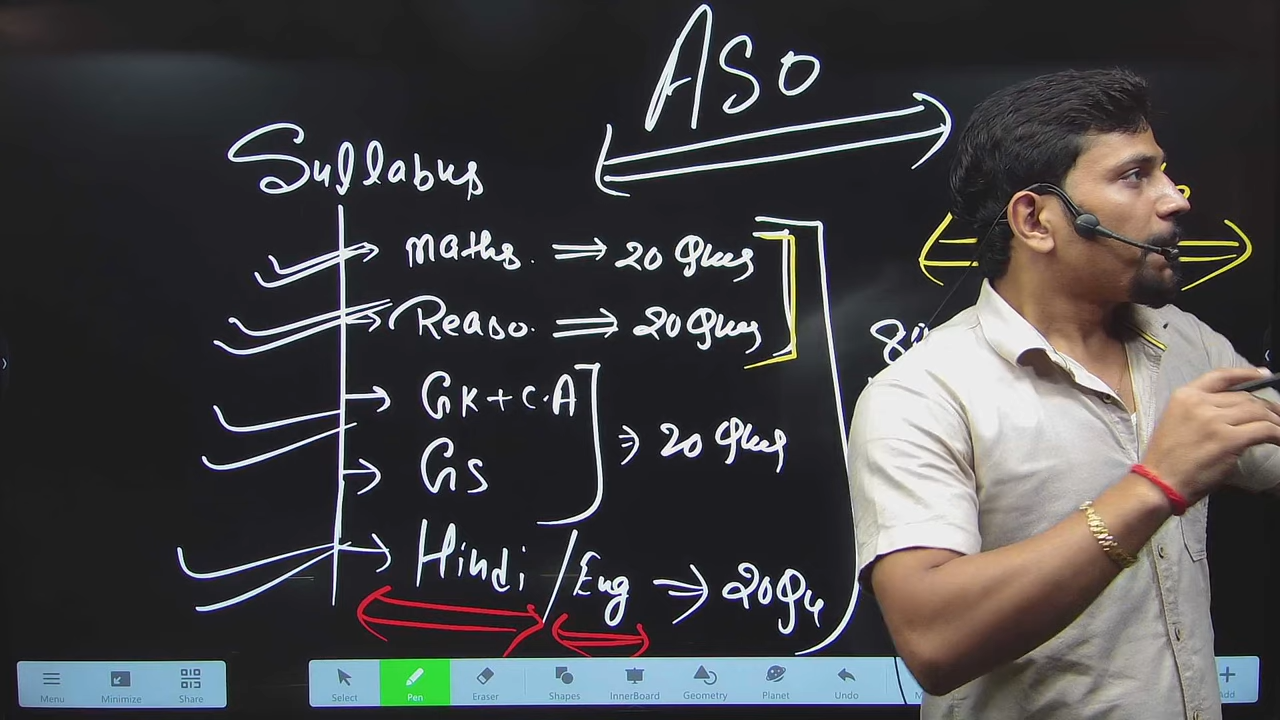 ASO
Sullabus
Maths. ⇒ 20 Ques
Reaso. ⇒ 20 Ques
→ GK + C.A
⇒ 20 Ques
→ GS
→ Hindi / Eng → 20 Qu
Menu
Minimize
Share
Select
Pen
Eraser
Shapes
InnerBoard
Geometry
Planet
Undo
Add